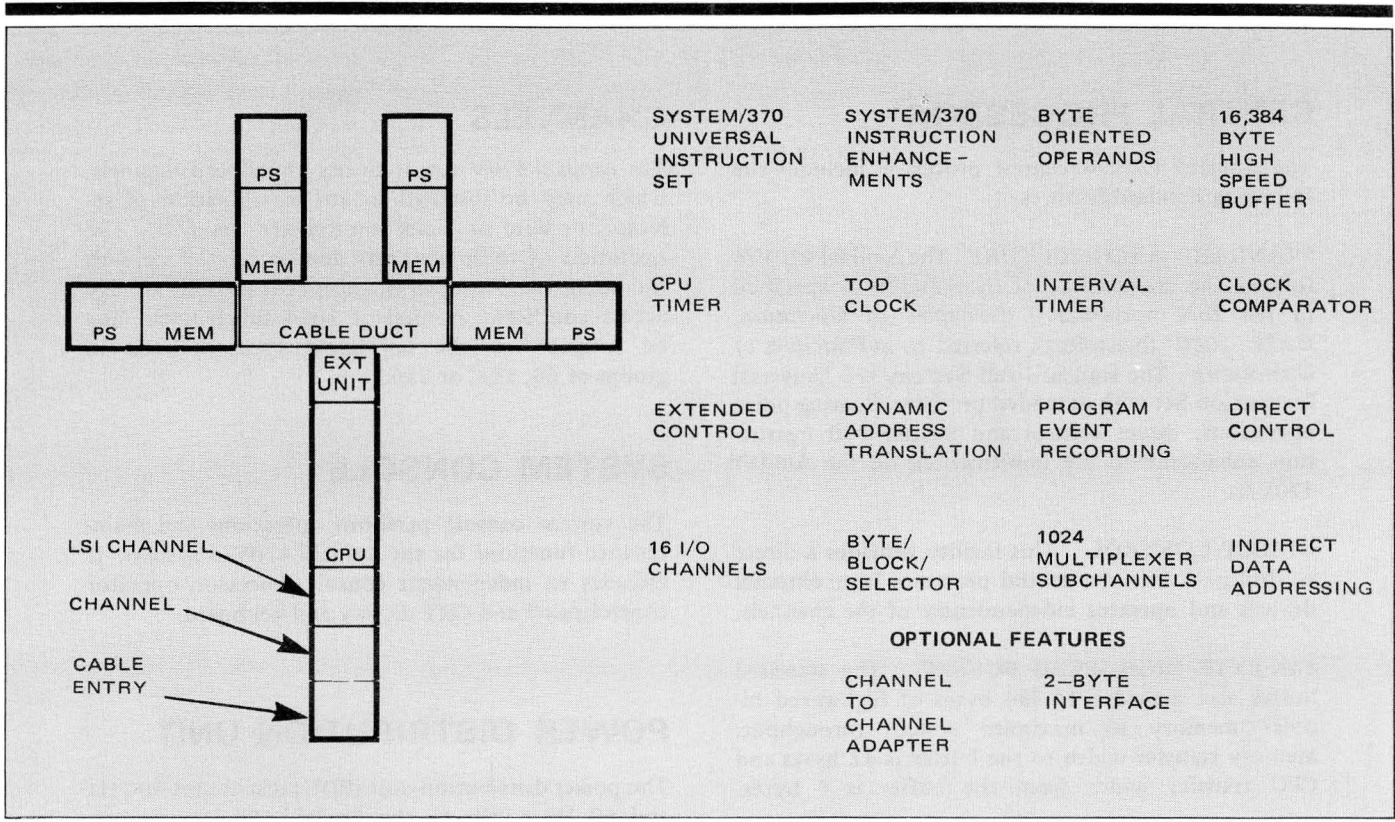 PS
PS
MEM
MEM
PS
MEM
CABLE DUCT
MEM
PS
EXT
UNIT
CPU
LSI CHANNEL
CHANNEL
CABLE
ENTRY
SYSTEM/370
UNIVERSAL
INSTRUCTION
SET
SYSTEM/370
INSTRUCTION
ENHANCE –
MENTS
BYTE
ORIENTED
OPERANDS
16,384
BYTE
HIGH
SPEED
BUFFER
CPU
TIMER
TOD
CLOCK
INTERVAL
TIMER
CLOCK
COMPARATOR
EXTENDED
CONTROL
DYNAMIC
ADDRESS
TRANSLATION
PROGRAM
EVENT
RECORDING
DIRECT
CONTROL
16 I/O
CHANNELS
BYTE/
BLOCK/
SELECTOR
1024
MULTIPLEXER
SUBCHANNELS
INDIRECT
DATA
ADDRESSING
OPTIONAL FEATURES
CHANNEL
TO
CHANNEL
ADAPTER
2–BYTE
INTERFACE